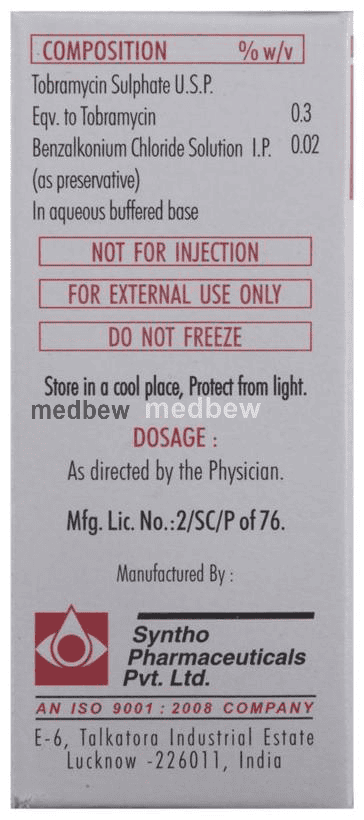 COMPOSITION % w/v
Tobramycin Sulphate U.S.P.
Eqv. to Tobramycin 0.3
Benzalkonium Chloride Solution I.P. 0.02
(as preservative)
In aqueous buffered base
NOT FOR INJECTION
FOR EXTERNAL USE ONLY
DO NOT FREEZE
Store in a cool place, Protect from light.
medbew medbew
DOSAGE :
As directed by the Physician.
Mfg. Lic. No.:2/SC/P of 76.
Manufactured By :
Syntho
Pharmaceuticals
Pvt. Ltd.
AN ISO 9001 : 2008 COMPANY
E-6, Talkatora Industrial Estate
Lucknow -226011, India